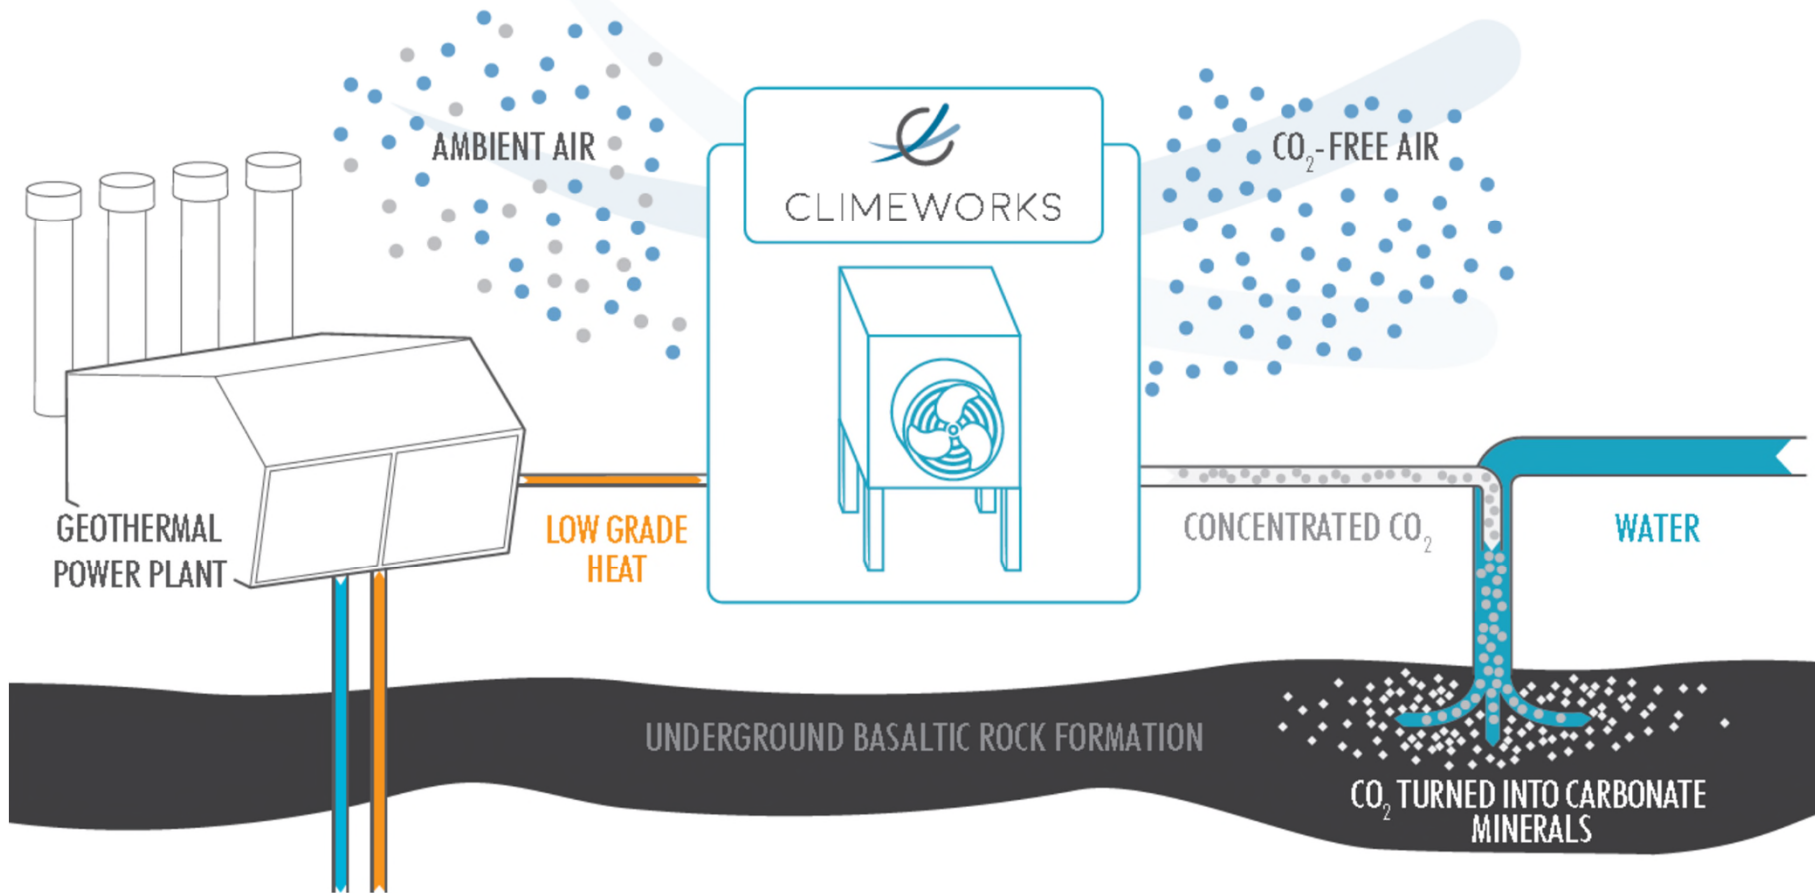 AMBIENT AIR
CLIMEWORKS
CO₂-FREE AIR
GEOTHERMAL
POWER PLANT
LOW GRADE
HEAT
CONCENTRATED CO₂
WATER
UNDERGROUND BASALTIC ROCK FORMATION
CO₂ TURNED INTO CARBONATE
MINERALS